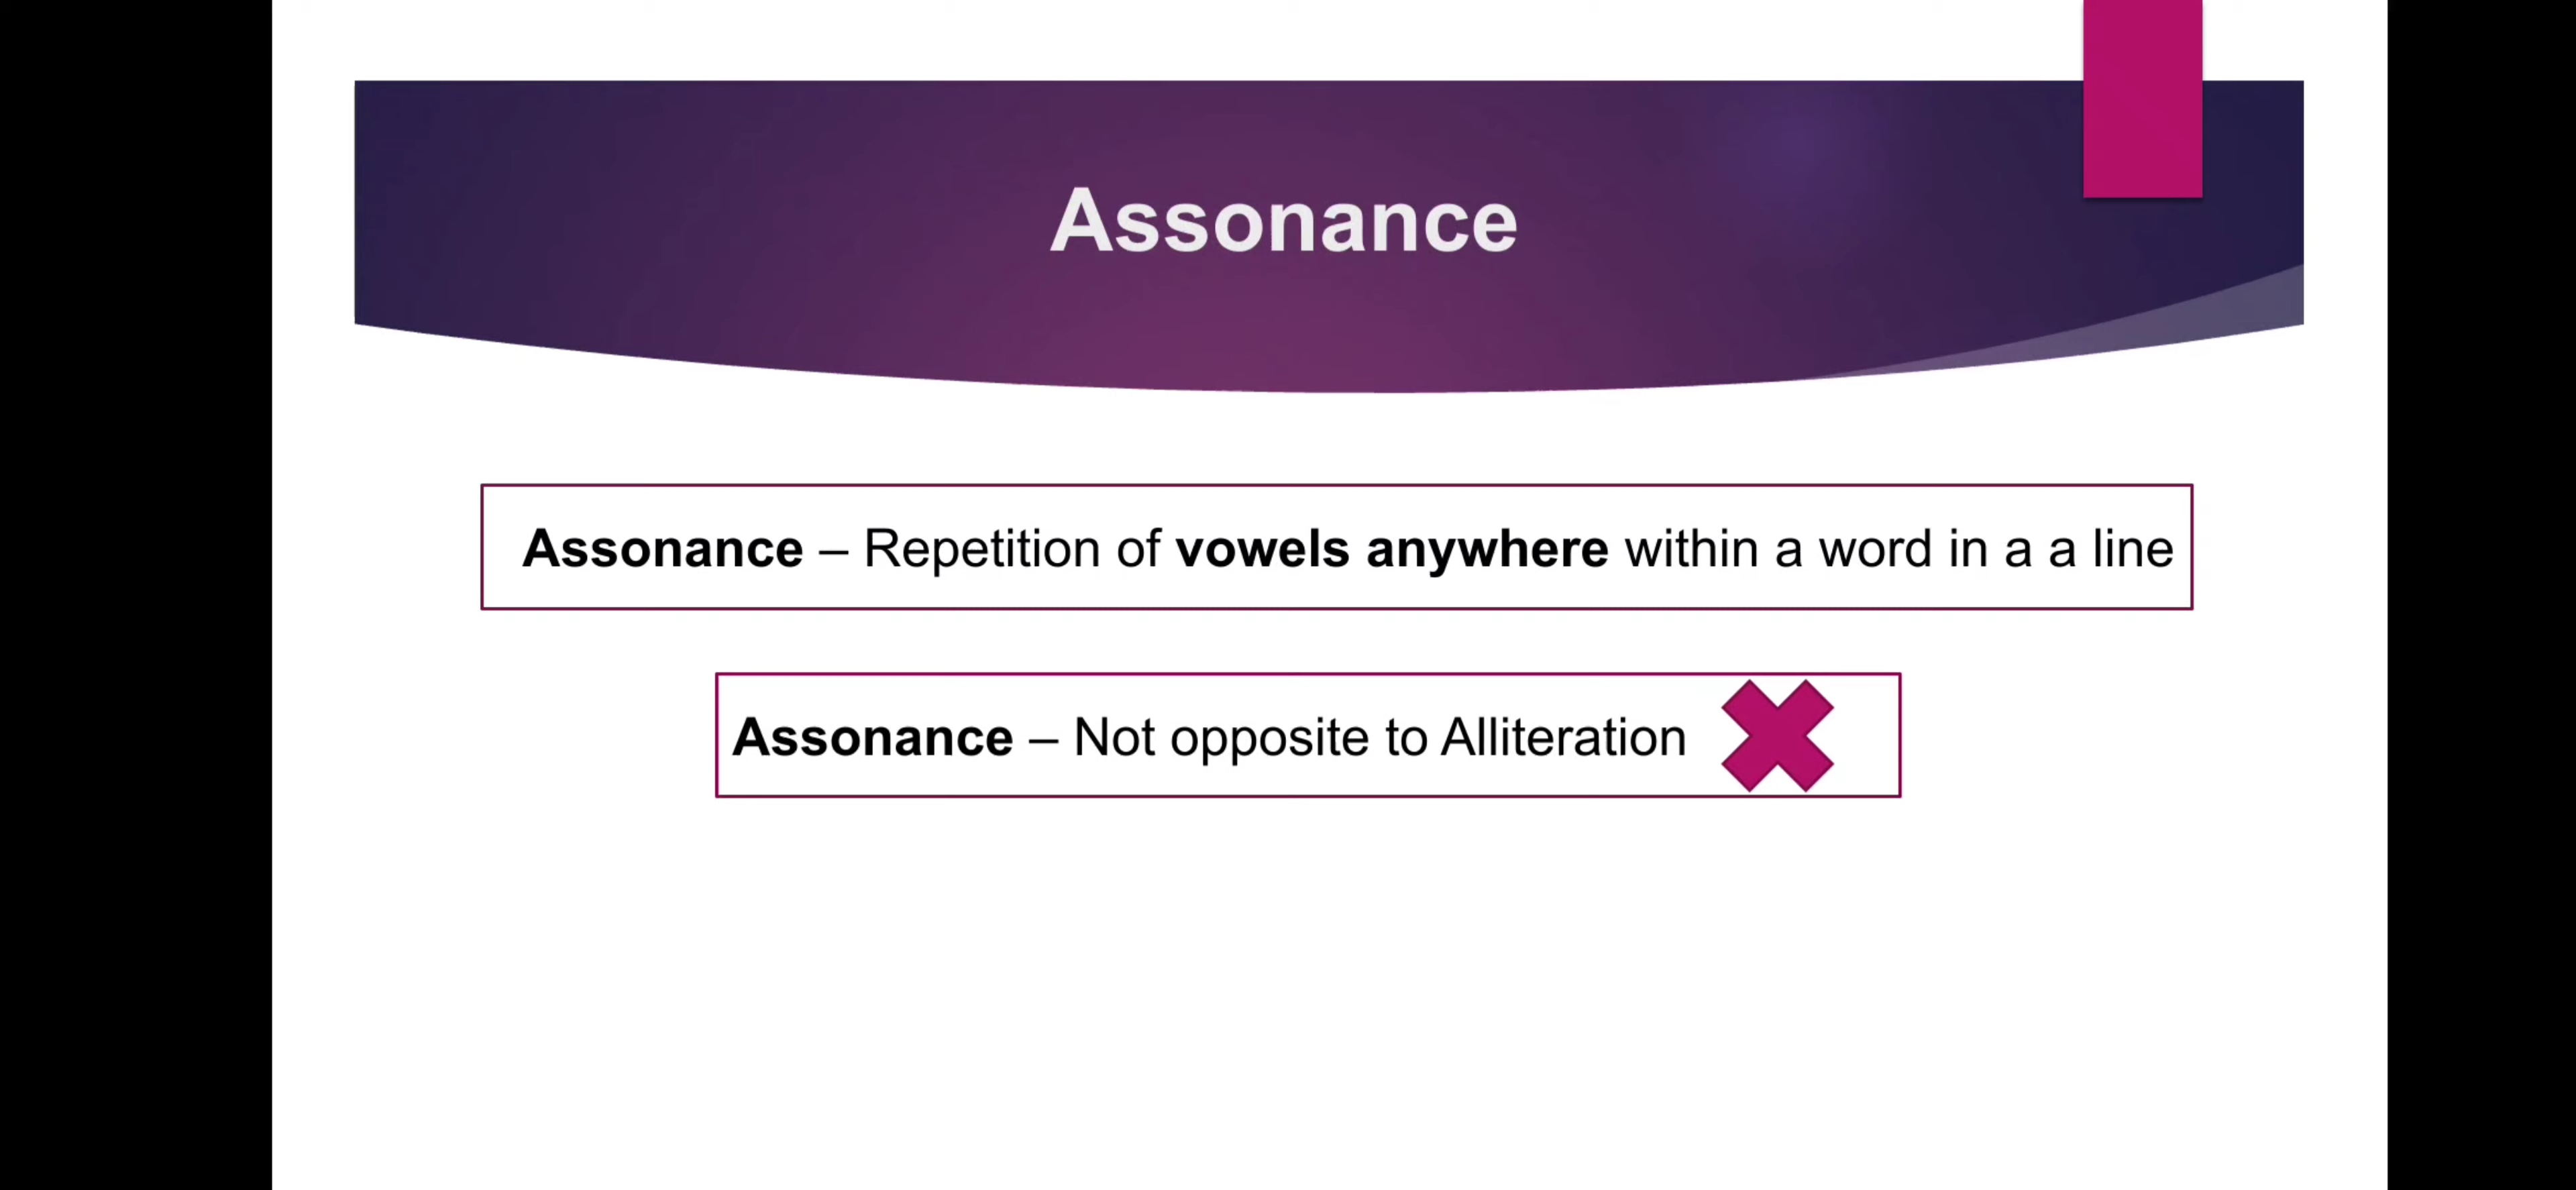 Assonance
Assonance – Repetition of vowels anywhere within a word in a a line
Assonance – Not opposite to Alliteration